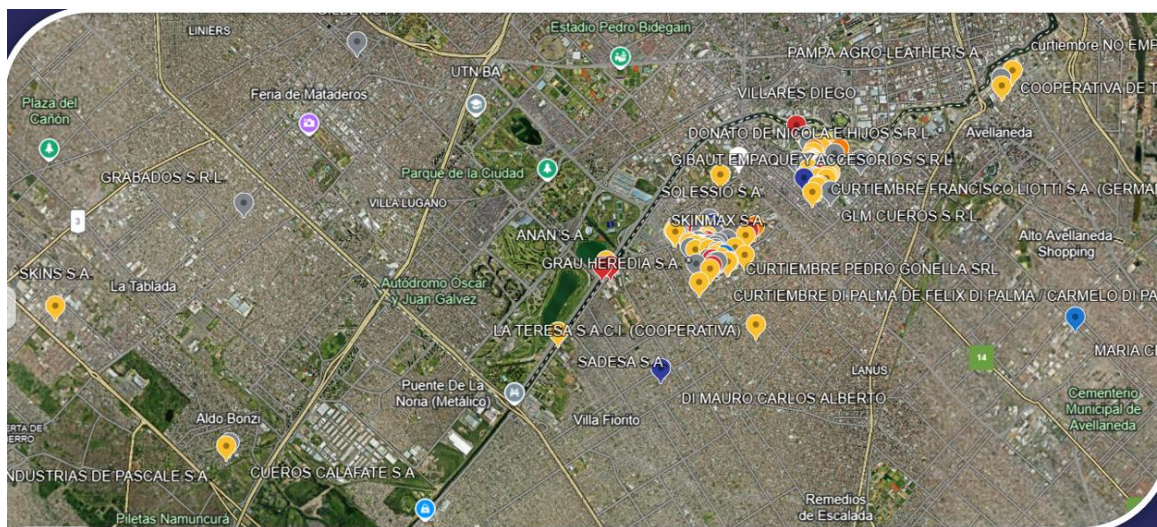 LINIERS
Estadio Pedro Bidegain
PAMPA AGRO LEATHER S.A.
curtiembre NO EMP
UTN BA
VILLARES DIEGO
COOPERATIVA DE T
Feria de Mataderos
Plaza del
Cañón
DONATO DE NICOLA E HIJOS S.R.L.
Avellaneda
GIBAUT EMPAQUE Y ACCESORIOS S.R.L.
Parque de la Ciudad
GRABADOS S.R.L.
SOLESSIO S.A.
CURTIEMBRE FRANCISCO LIOTTI S.A. (GERMA
VILLA LUGANO
3
SKINMAX S.A.
GLM CUEROS S.R.L.
ANAN S.A.
Alto Avellaneda
Shopping
GRAU HEREDIA S.A.
CURTIEMBRE PEDRO GONELLA SRL
SKINS S.A.
La Tablada
Autódromo Oscar
y Juan Gálvez
CURTIEMBRE DI PALMA DE FELIX DI PALMA / CARMELO DI PA
LA TERESA S.A.C.I. (COOPERATIVA)
MARIA CE
14
SADESA S.A.
LANÚS
Puente De La
Noria (Metálico)
DI MAURO CARLOS ALBERTO
Cementerio
Municipal de
Avellaneda
Villa Fiorito
Aldo Bonzi
INDUSTRIAS DE PASCALE S.A.
CUEROS CALAFATE S.A.
Remedios
de Escalada
Piletas Namuncurá